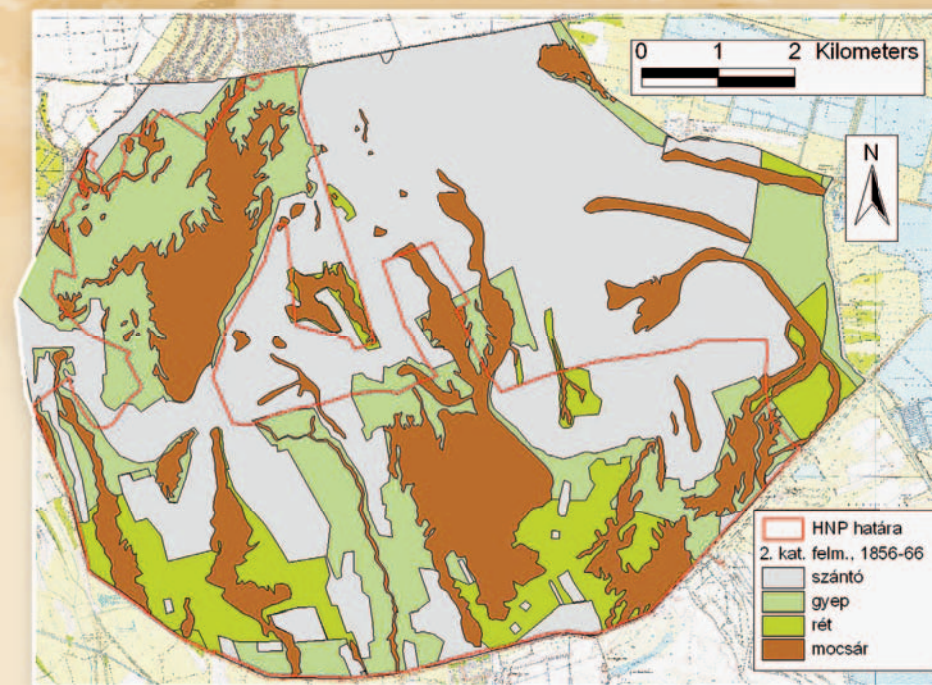 0 1 2 Kilometers
N
HNP határa
2. kat. felm., 1856-66
szántó
gyep
rét
mocsár